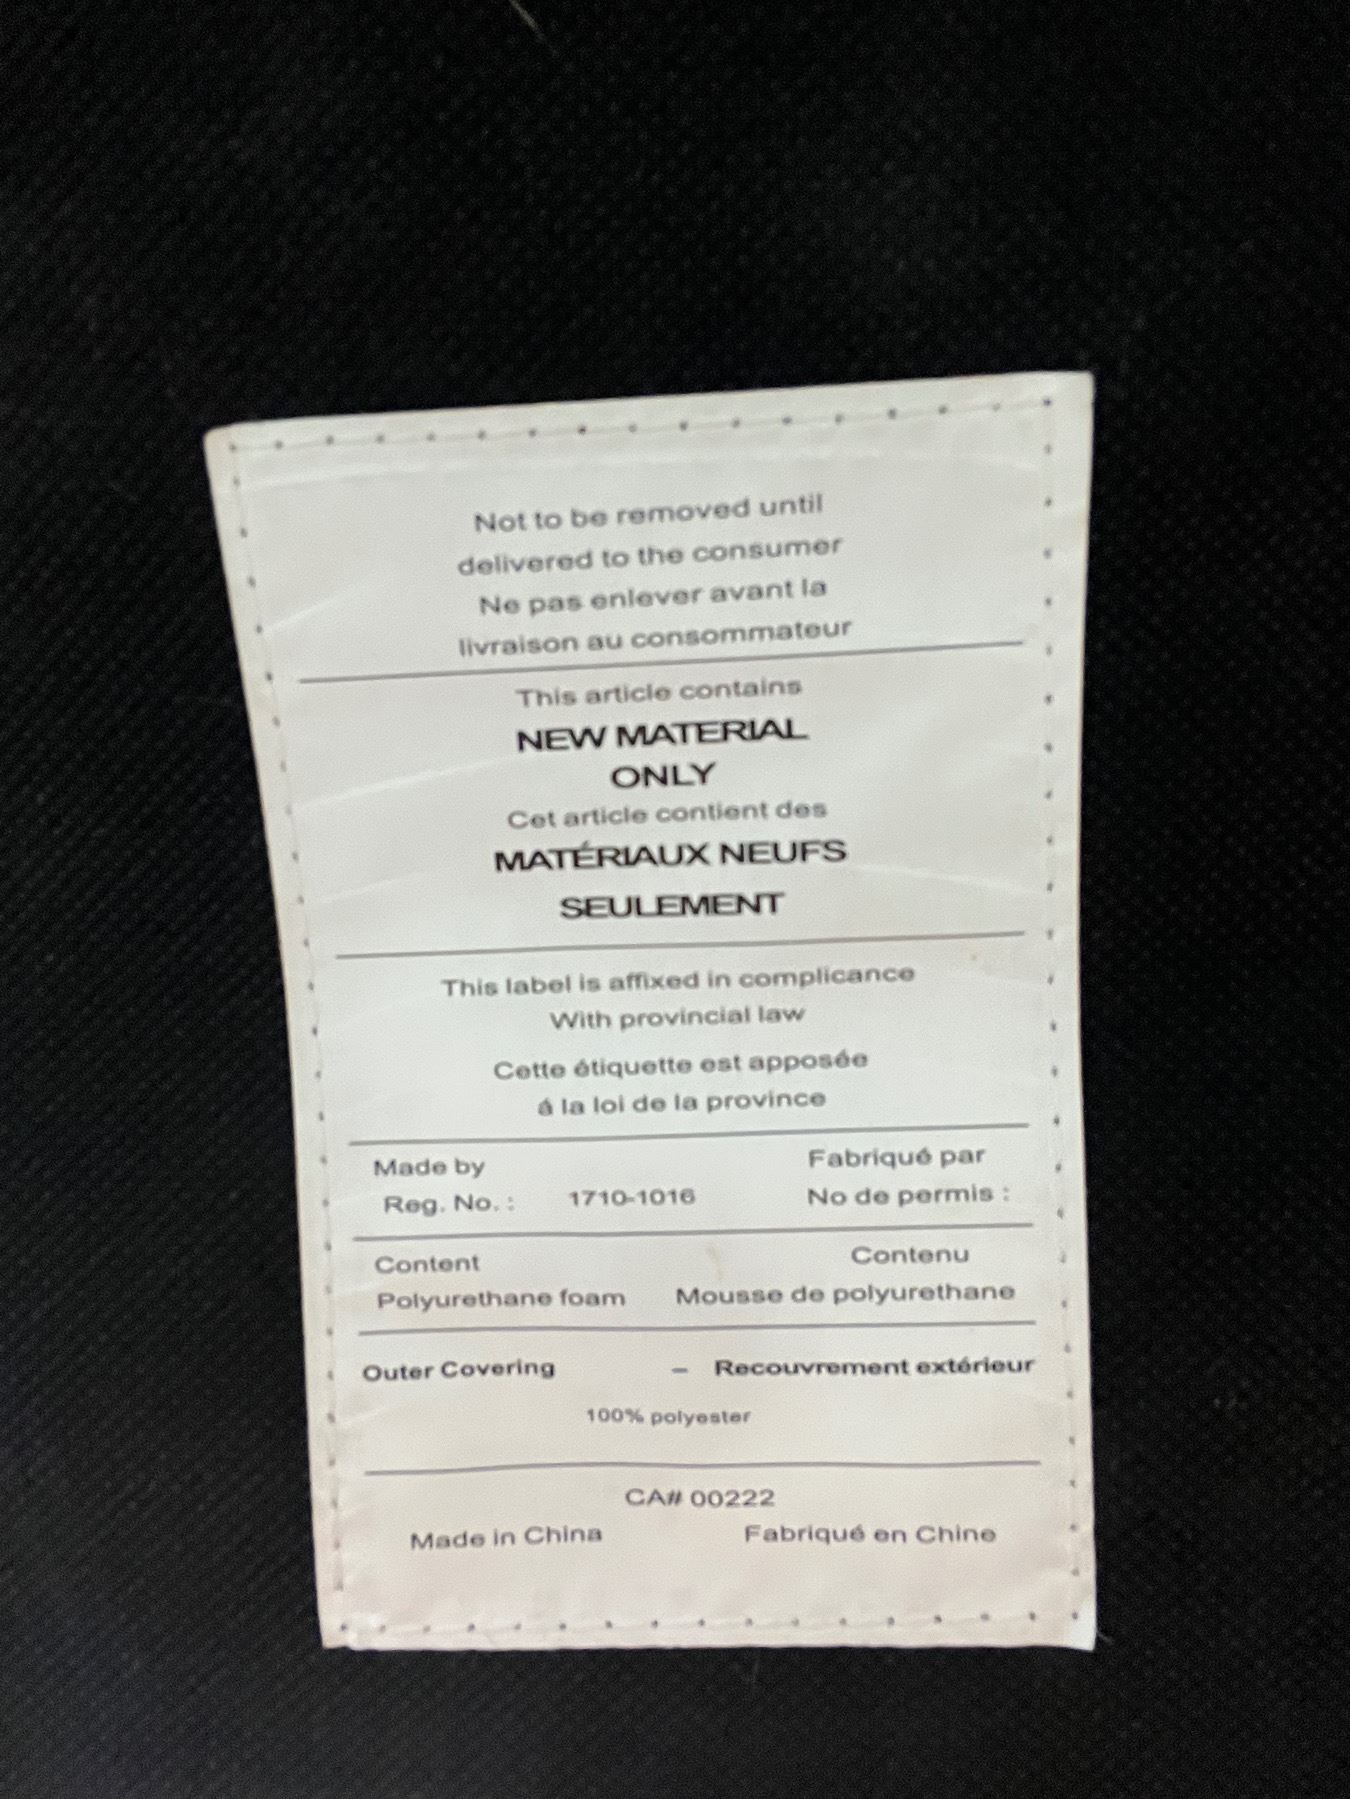 Not to be removed until
delivered to the consumer
Ne pas enlever avant la
livraison au consommateur
This article contains
NEW MATERIAL
ONLY
Cet article contient des
MATÉRIAUX NEUFS
SEULEMENT
This label is affixed in complicance
With provincial law
Cette étiquette est apposée
á la loi de la province
Made by Fabriqué par
Reg. No. : 1710-1016 No de permis :
Content Contenu
Polyurethane foam Mousse de polyurethane
Outer Covering – Recouvrement extérieur
100% polyester
CA# 00222
Made in China Fabriqué en Chine